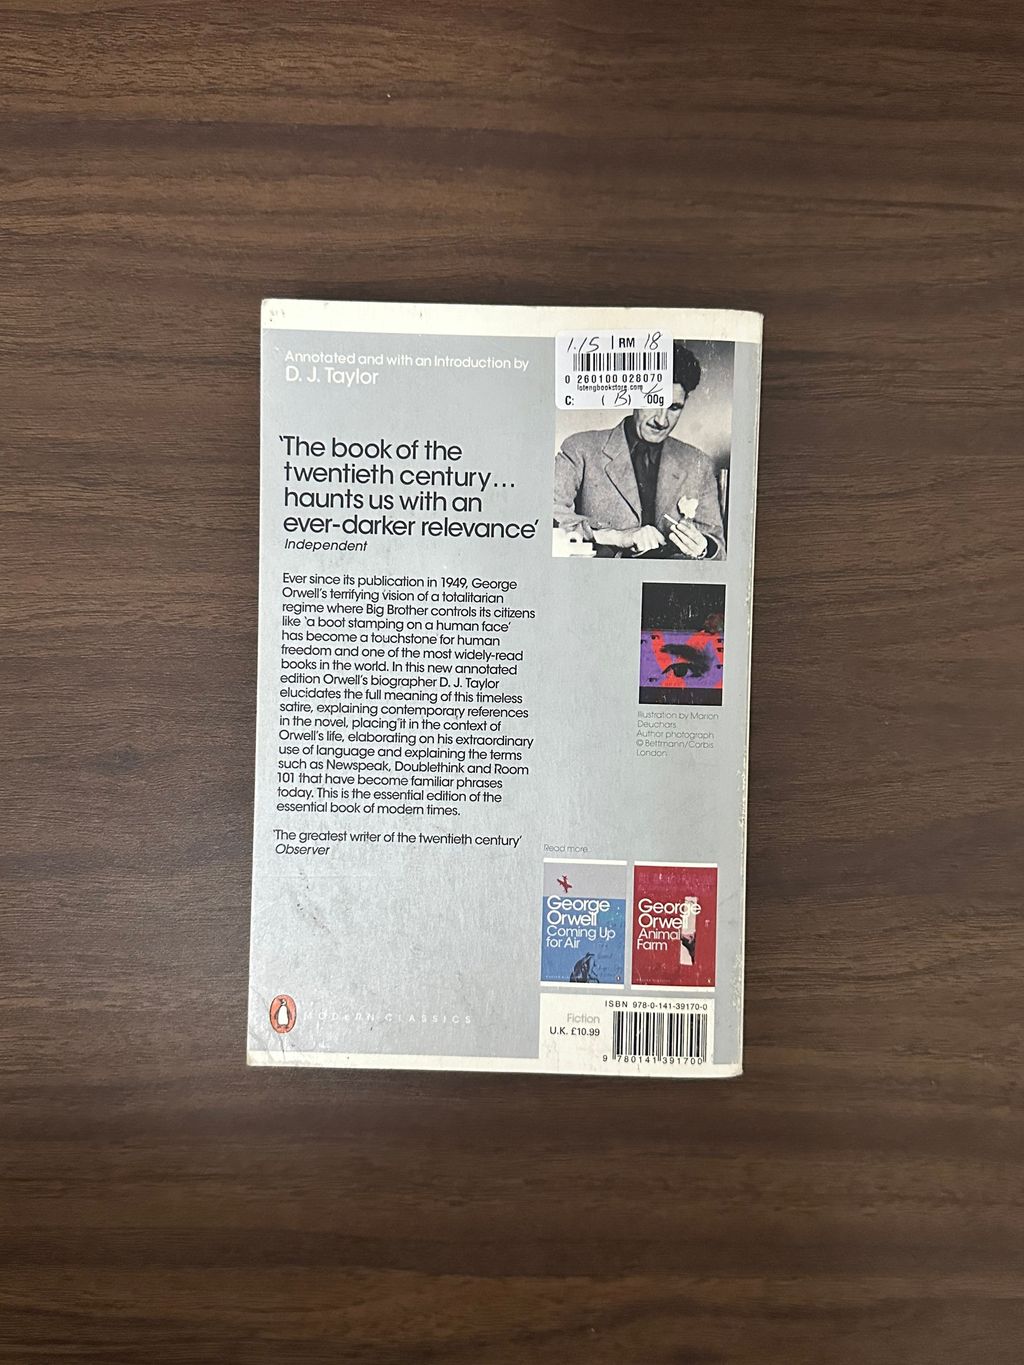 Annotated and with an Introduction by
D. J. Taylor
1.15 | RM 18
0 260100 028070
lotengbookstore.com
C: ( B ) 00g
‘The book of the
twentieth century...
haunts us with an
ever-darker relevance’
Independent
Ever since its publication in 1949, George
Orwell's terrifying vision of a totalitarian
regime where Big Brother controls its citizens
like ‘a boot stamping on a human face’
has become a touchstone for human
freedom and one of the most widely-read
books in the world. In this new annotated
edition Orwell's biographer D. J. Taylor
elucidates the full meaning of this timeless
satire, explaining contemporary references
in the novel, placing it in the context of
Orwell's life, elaborating on his extraordinary
use of language and explaining the terms
such as Newspeak, Doublethink and Room
101 that have become familiar phrases
today. This is the essential edition of the
essential book of modern times.
‘The greatest writer of the twentieth century’
Observer
Illustration by Marion
Deuchars
Author photograph
© Bettmann/Corbis
London
Read more
George
Orwell
Coming Up
for Air
George
Orwell
Animal
Farm
MODERN CLASSICS
Fiction
U.K. £10.99
ISBN 978-0-141-39170-0
9 780141 391700